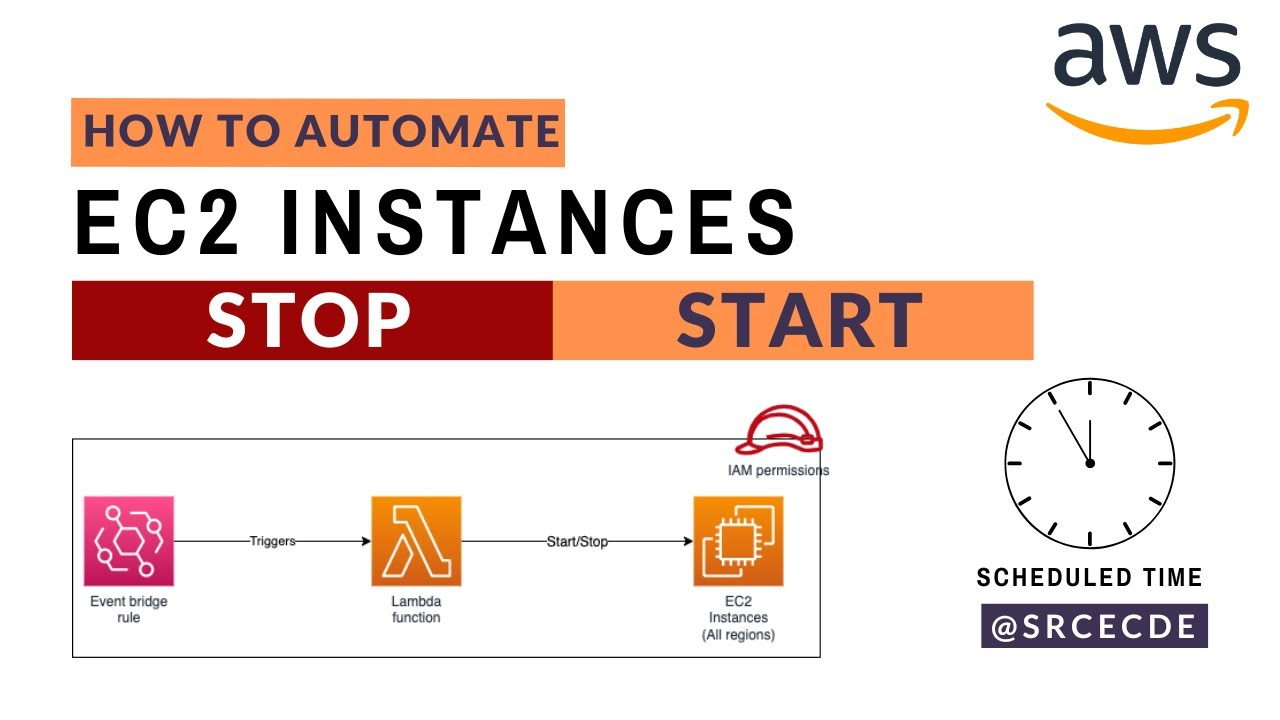 aws
HOW TO AUTOMATE
EC2 INSTANCES
STOP
START
IAM permissions
Triggers
Start/Stop
Event bridge
rule
Lambda
function
EC2
Instances
(All regions)
SCHEDULED TIME
@SRCECDE